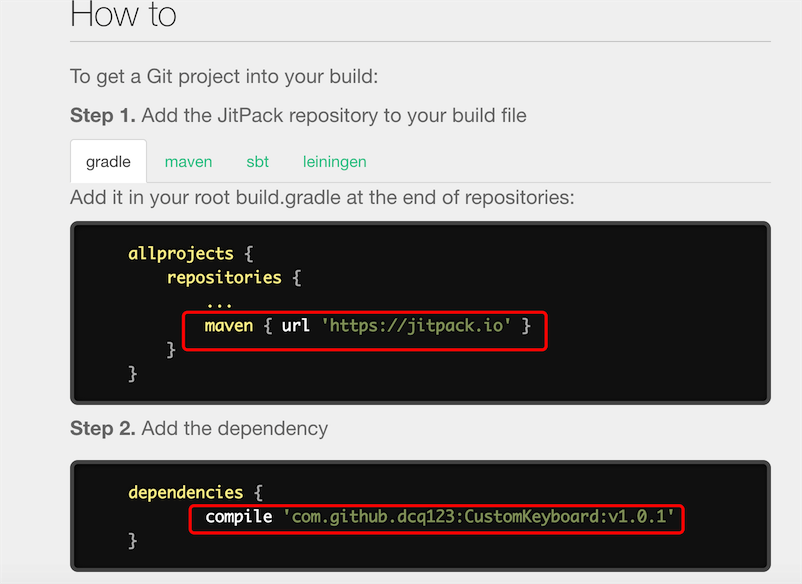 How to
To get a Git project into your build:
Step 1. Add the JitPack repository to your build file
gradle maven sbt leiningen
Add it in your root build.gradle at the end of repositories:
allprojects {
repositories {
...
maven { url 'https://jitpack.io' }
}
}
Step 2. Add the dependency
dependencies {
compile 'com.github.dcq123:CustomKeyboard:v1.0.1'
}